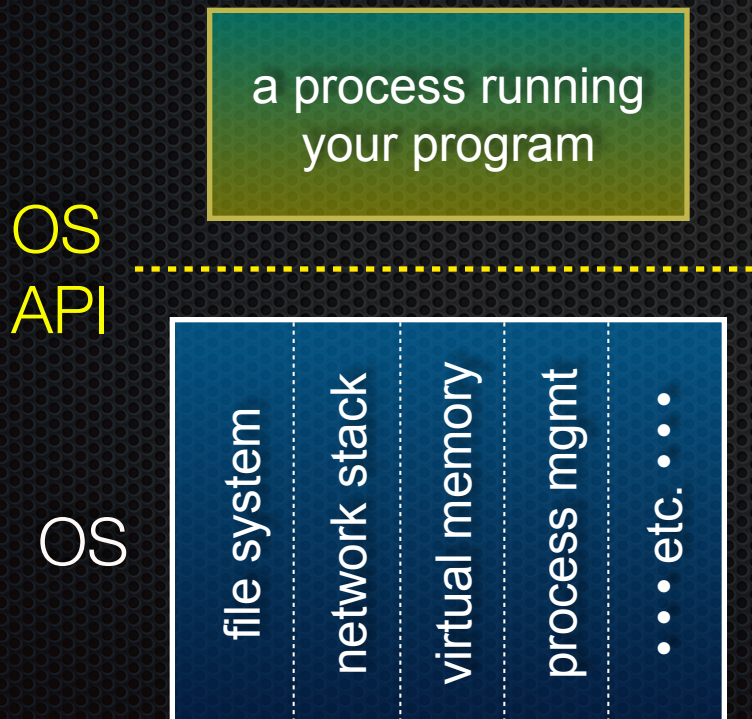 a process running
your program
OS
API
OS
file system
network stack
virtual memory
process mgmt
• • • etc. • • •